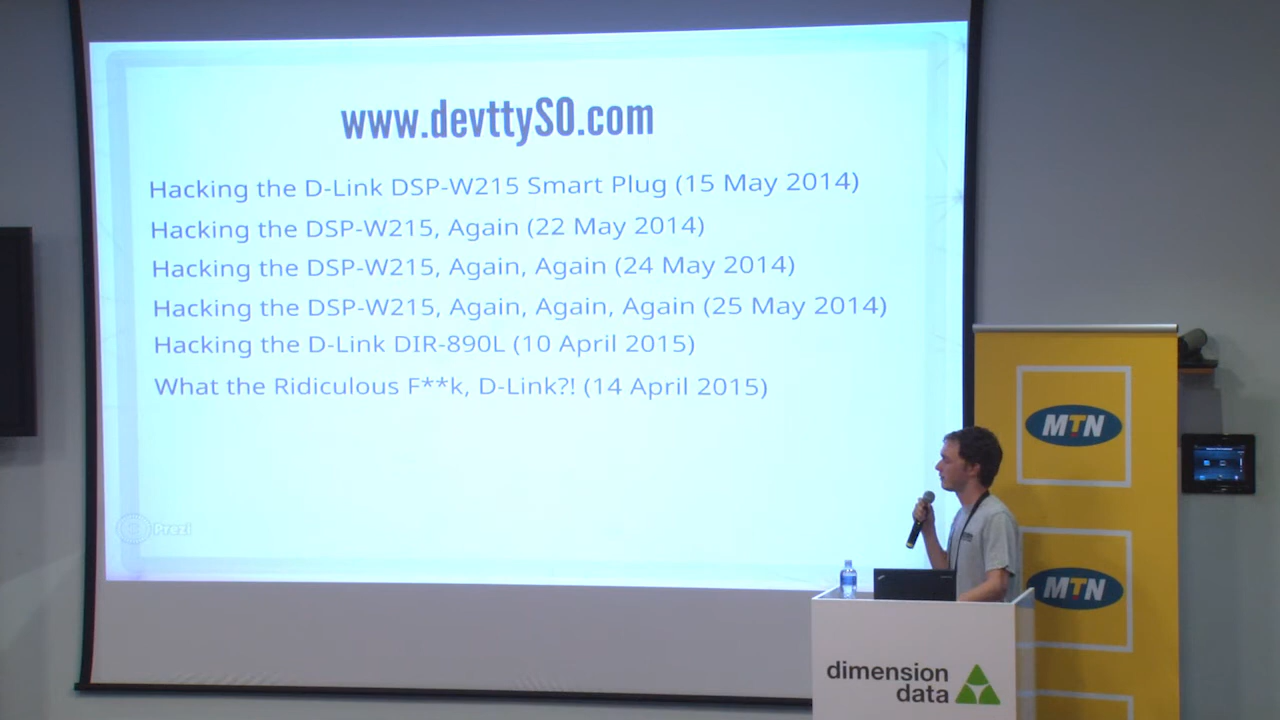 www.devttyS0.com
Hacking the D-Link DSP-W215 Smart Plug (15 May 2014)
Hacking the DSP-W215, Again (22 May 2014)
Hacking the DSP-W215, Again, Again (24 May 2014)
Hacking the DSP-W215, Again, Again, Again (25 May 2014)
Hacking the D-Link DIR-890L (10 April 2015)
What the Ridiculous F**k, D-Link?! (14 April 2015)
Prezi
MTN
MTN
dimension
data